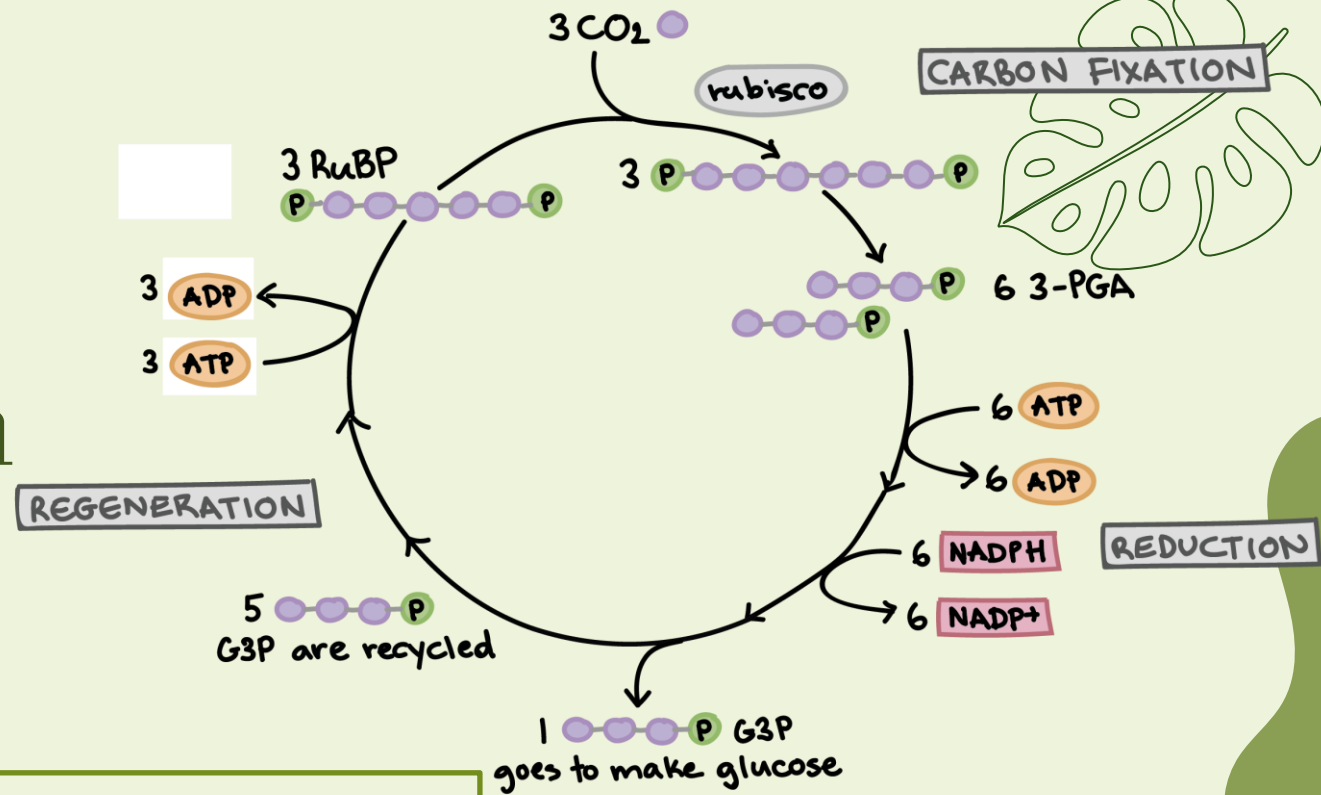 3 CO₂
rubisco
CARBON FIXATION
3 RuBP
P P
3 P P
P 6 3-PGA
P
3 ADP
3 ATP
6 ATP
6 ADP
REGENERATION
6 NADPH
REDUCTION
6 NADP+
5 P
G3P are recycled
1 P G3P
goes to make glucose